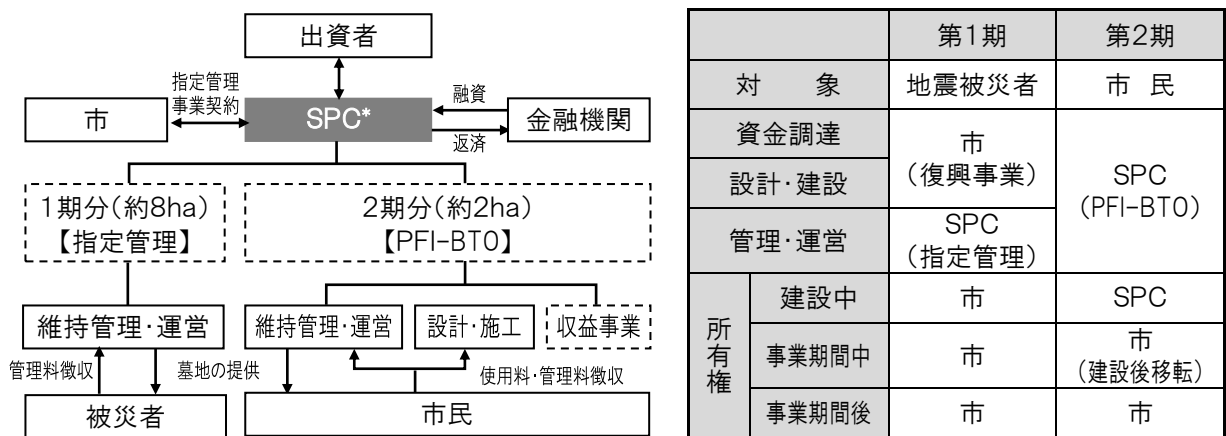 出資者
指定管理
事業契約
市
SPC*
融資
返済
金融機関
1期分(約8ha)
【指定管理】
2期分(約2ha)
【PFI-BTO】
維持管理・運営
維持管理・運営
設計・施工
収益事業
管理料徴収
墓地の提供
使用料・管理料徴収
被災者
市民
第1期
第2期
対象
地震被災者
市民
資金調達
市
(復興事業)
SPC
(PFI-BTO)
設計・建設
管理・運営
SPC
(指定管理)
所有権
建設中
市
SPC
事業期間中
市
市
(建設後移転)
事業期間後
市
市